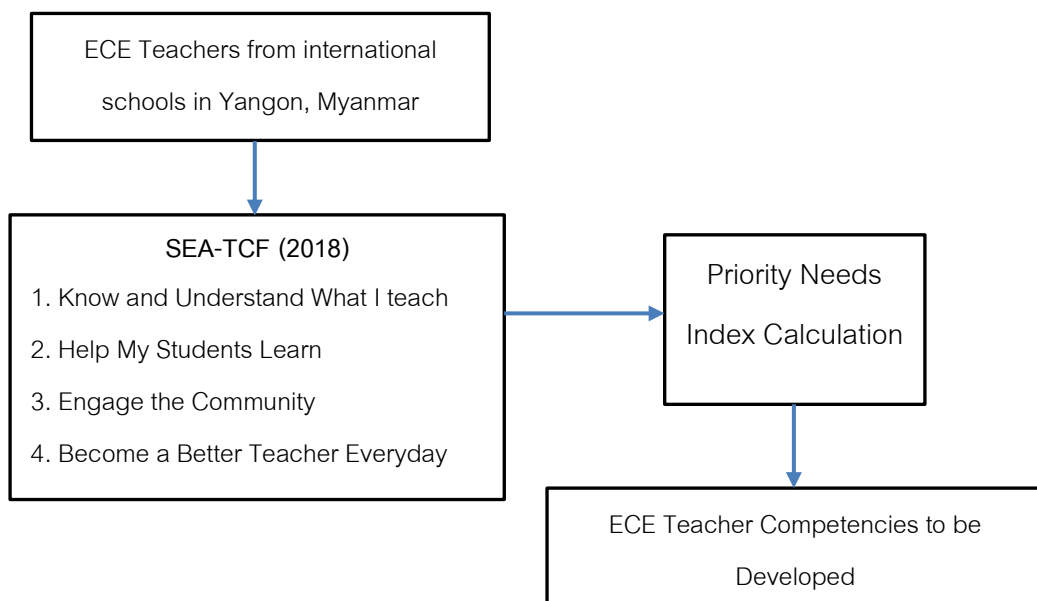 ECE Teachers from international
schools in Yangon, Myanmar
SEA-TCF (2018)
1. Know and Understand What I teach
2. Help My Students Learn
3. Engage the Community
4. Become a Better Teacher Everyday
Priority Needs
Index Calculation
ECE Teacher Competencies to be
Developed